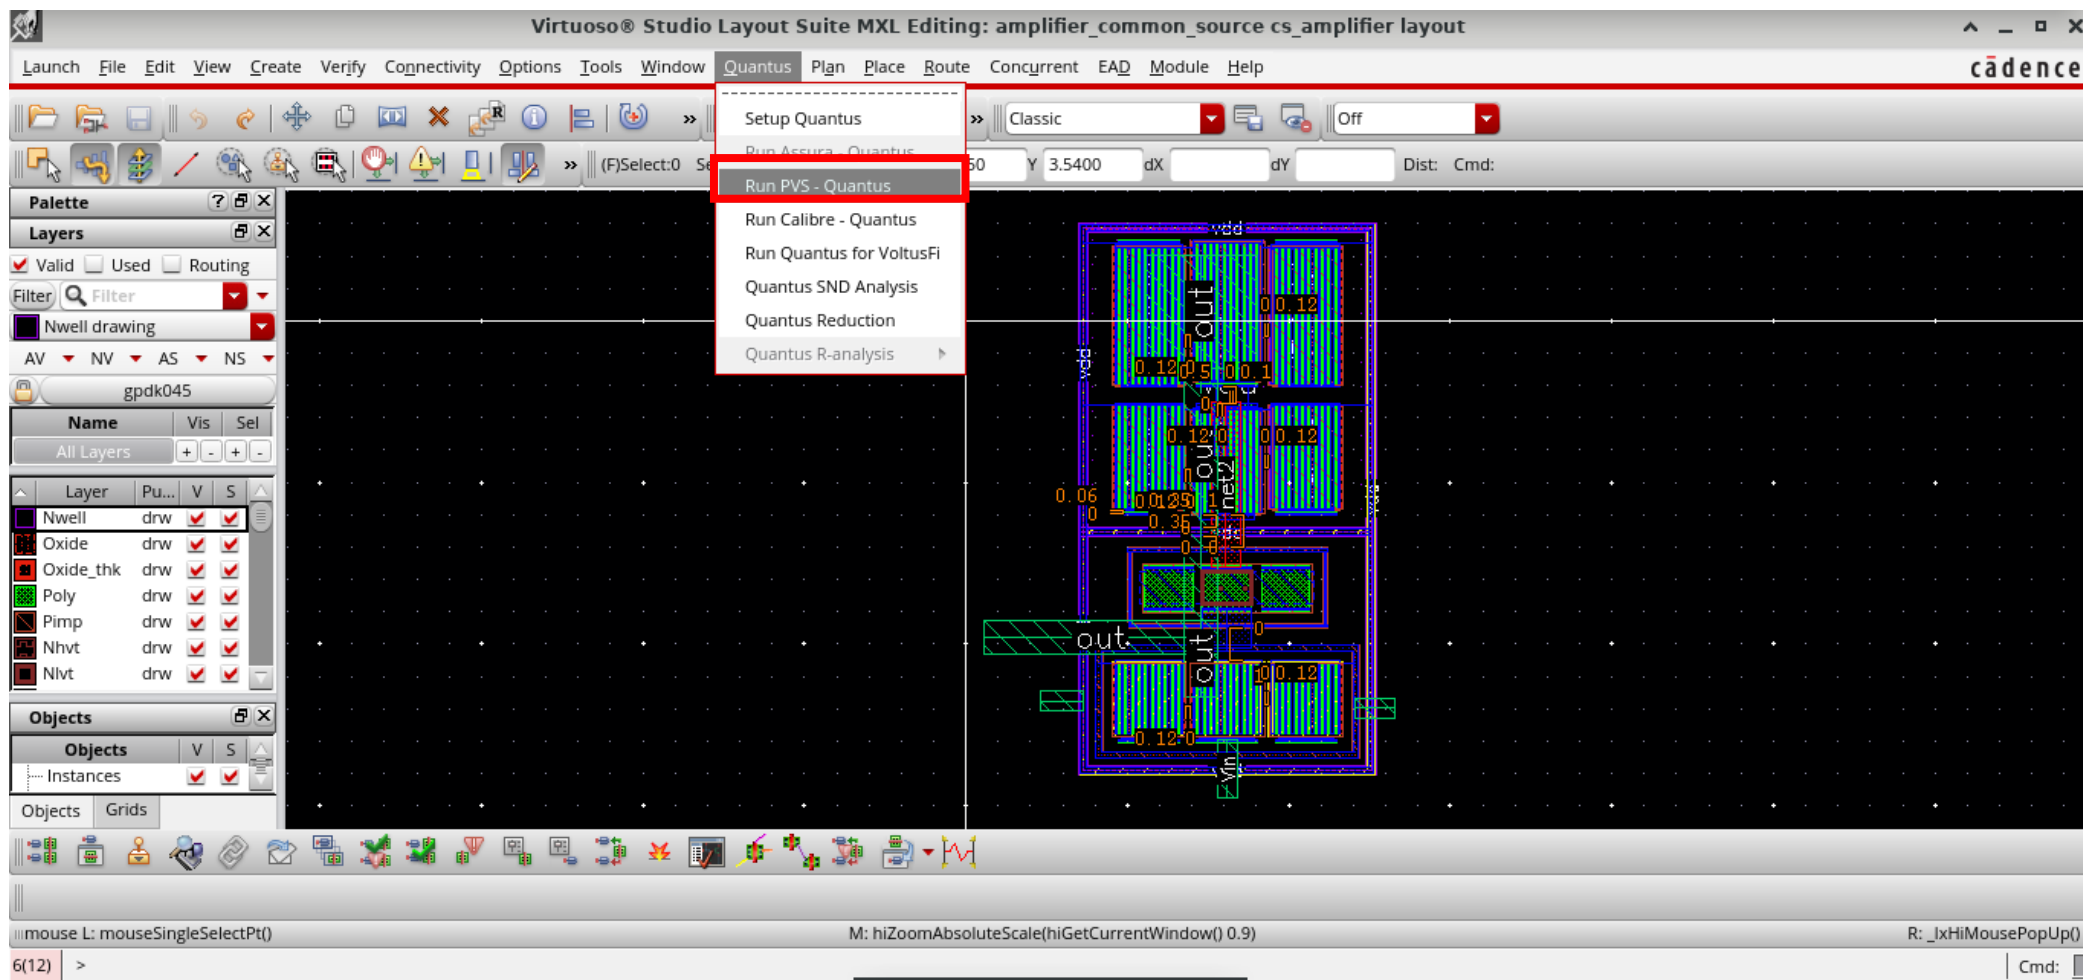 Virtuoso® Studio Layout Suite MXL Editing: amplifier_common_source cs_amplifier layout
Launch File Edit View Create Verify Connectivity Options Tools Window Quantus Plan Place Route Concurrent EAD Module Help
cādence
Setup Quantus
Run Assura - Quantus
Run PVS - Quantus
Run Calibre - Quantus
Run Quantus for VoltusFi
Quantus SND Analysis
Quantus Reduction
Quantus R-analysis
R
»
»
Classic
Off
»
(F)Select:0
Y 3.5400 dX dY Dist: Cmd:
Palette
Layers
Valid Used Routing
Filter Filter
Nwell drawing
AV NV AS NS
gpdk045
Name Vis Sel
All Layers + - + -
Layer Pu... V S
Nwell drw
Oxide drw
Oxide_thk drw
Poly drw
Pimp drw
Nhvt drw
Nlvt drw
Objects
Objects V S
Instances
Objects Grids
vdd
out
0.12
vdd
0.12
0.12
0.12
net2
0.06
0
out
out
0.12
0.12
Vin
mouse L: mouseSingleSelectPt()
M: hiZoomAbsoluteScale(hiGetCurrentWindow() 0.9)
R: _lxHiMousePopUp()
6(12) >
Cmd: